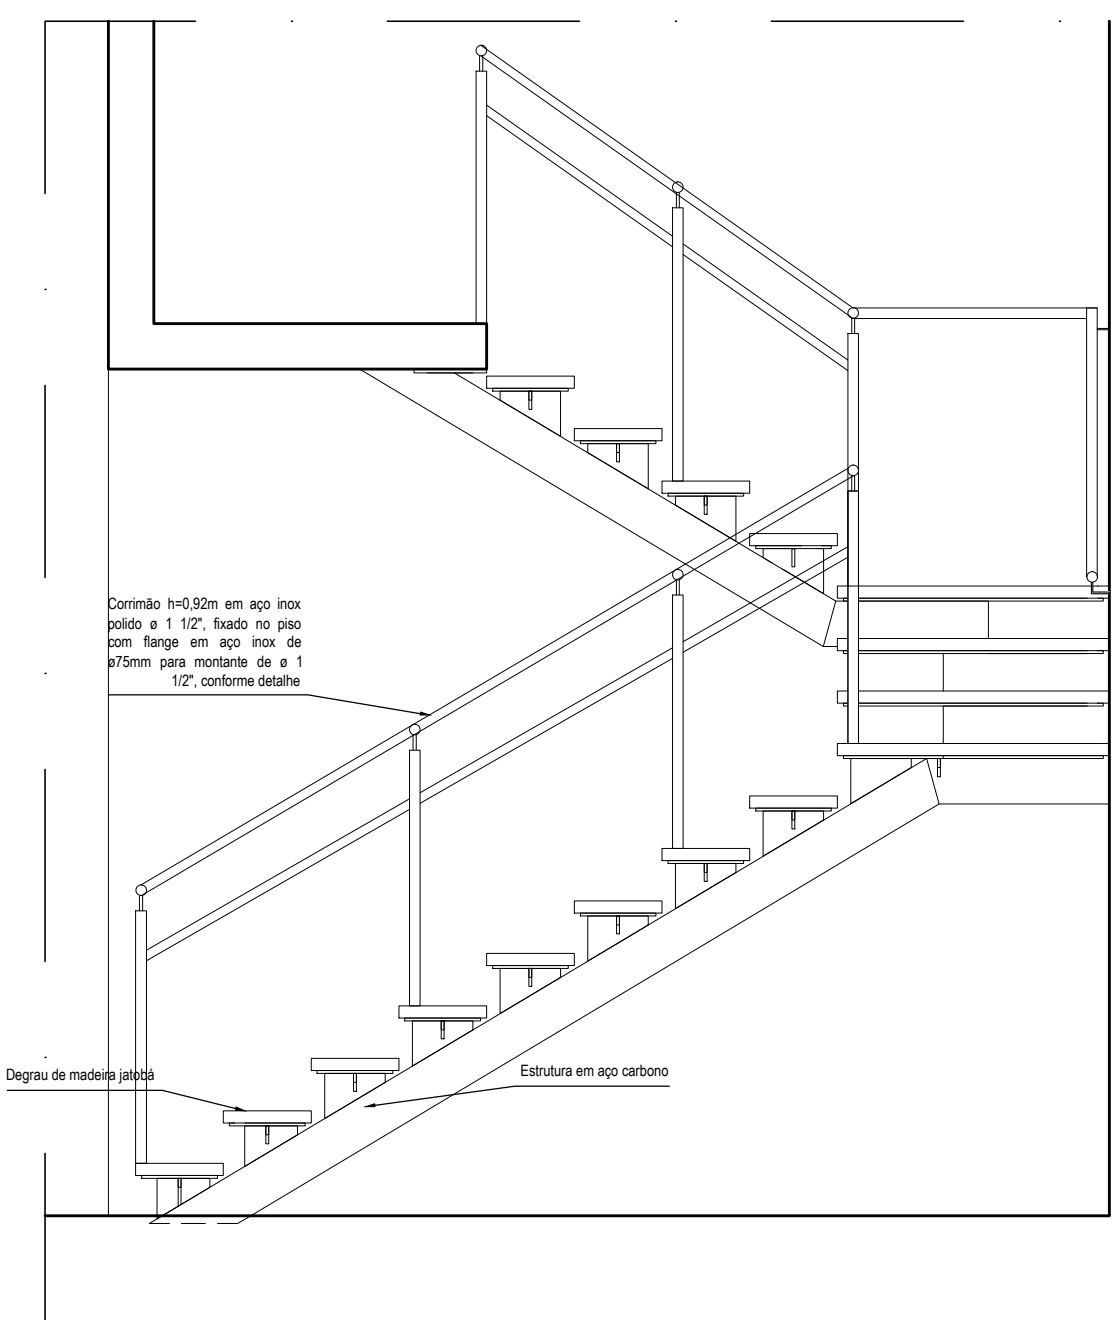 Corrimão h=0,92m em aço inox
polido ø 1 1/2", fixado no piso
com flange em aço inox de
ø75mm para montante de ø 1
1/2", conforme detalhe
Degrau de madeira jatobá
Estrutura em aço carbono